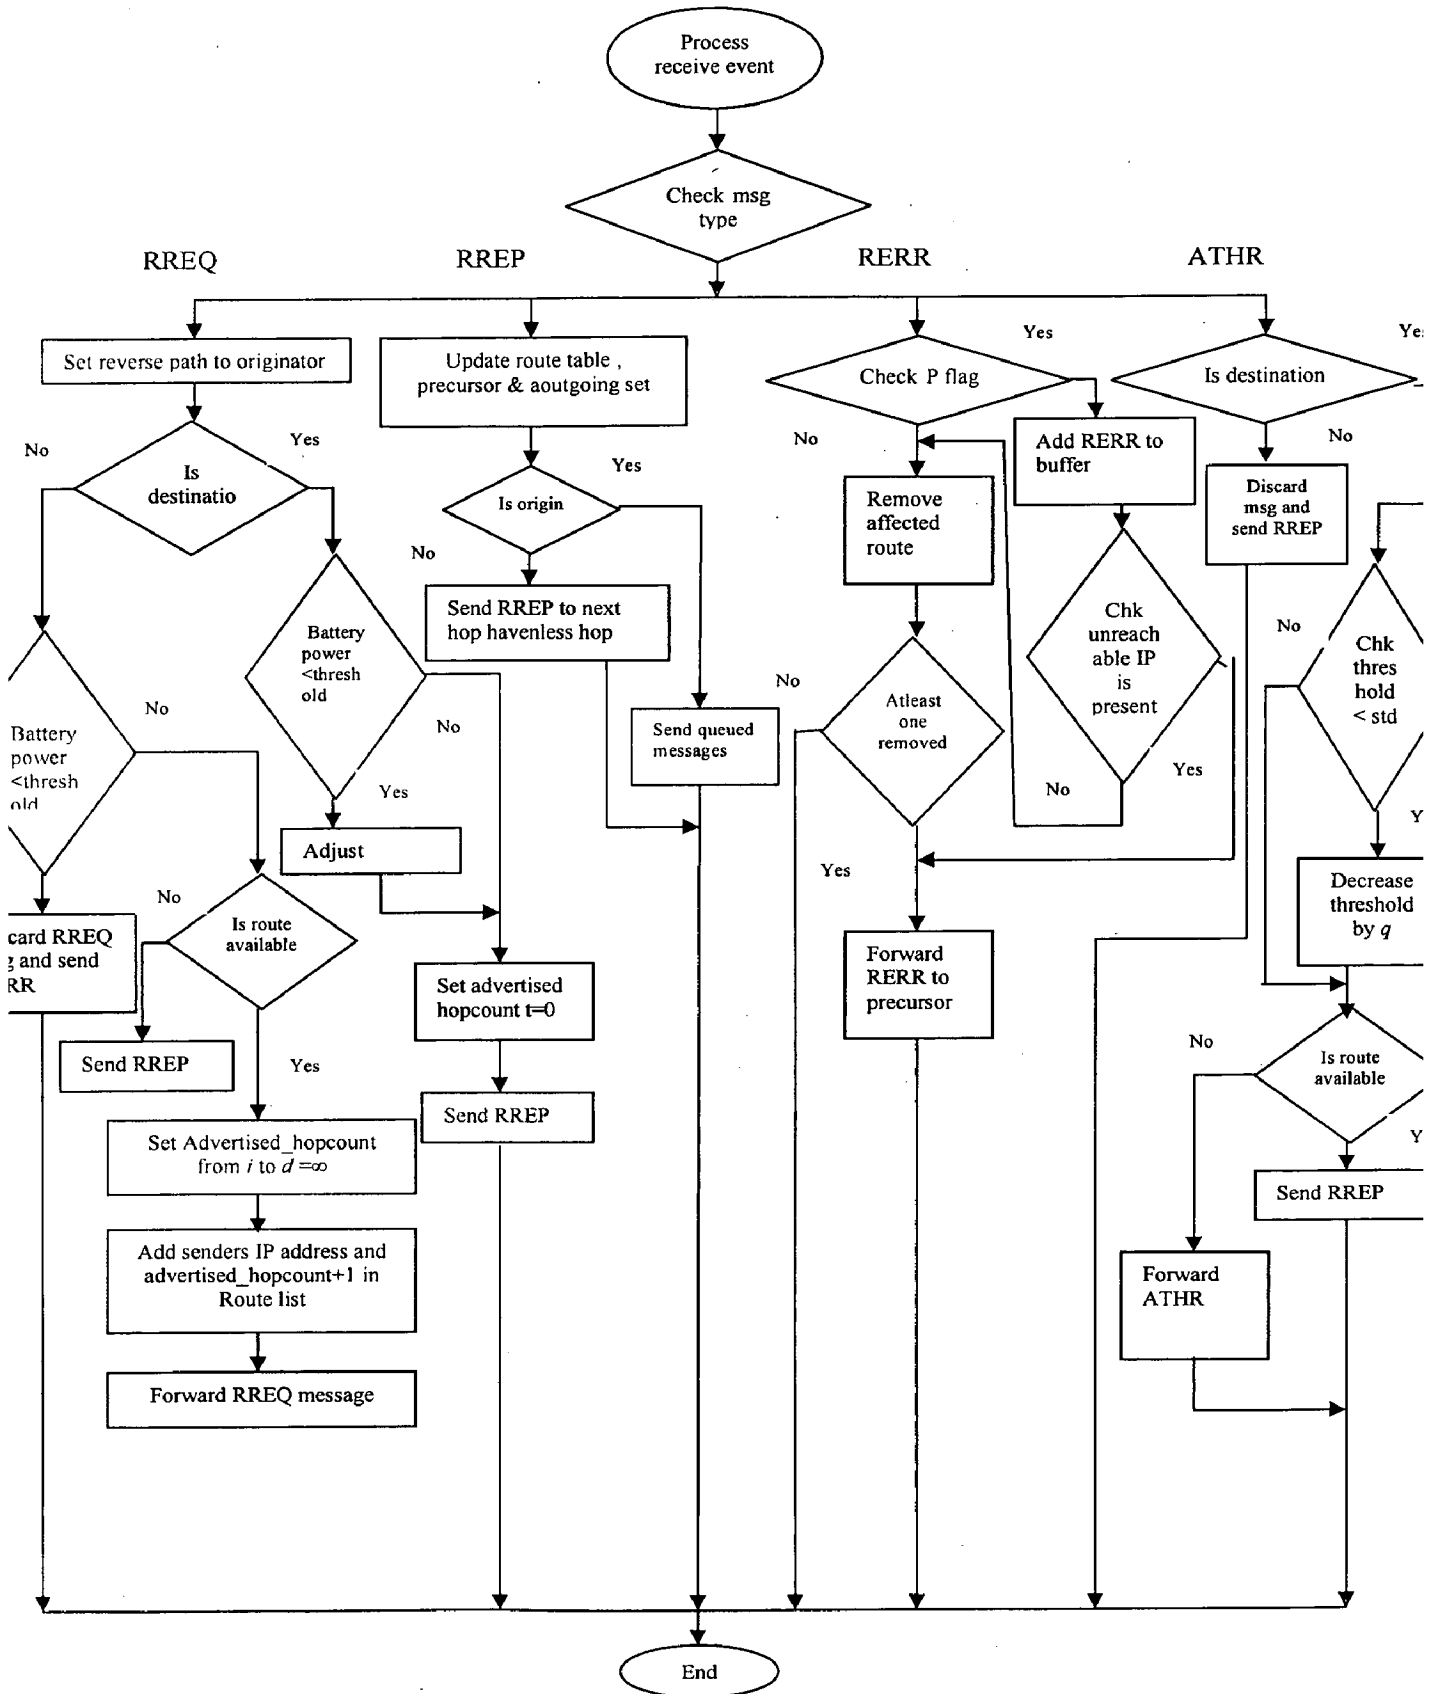 Process
receive event
Check msg
type
RREQ
RREP
RERR
ATHR
Set reverse path to originator
No
Yes
Is
destinatio
Battery
power
<thresh
old
No
Battery
power
<thresh
old
No
Yes
Adjust
No
Is route
available
card RREQ
g and send
RR
Send RREP
Yes
Set advertised
hopcount t=0
Send RREP
Set Advertised_hopcount
from i to d =∞
Add senders IP address and
advertised_hopcount+1 in
Route list
Forward RREQ message
Update route table ,
precursor & aoutgoing set
Yes
Is origin
No
Send RREP to next
hop havenless hop
Send queued
messages
Yes
Check P flag
No
Add RERR to
buffer
Remove
affected
route
Chk
unreach
able IP
is
present
No
Atleast
one
removed
Yes
No
Yes
Forward
RERR to
precursor
Yes
Is destination
No
Discard
msg and
send RREP
No
Chk
thres
hold
< std
Y
Decrease
threshold
by q
No
Is route
available
Y
Send RREP
Forward
ATHR
End